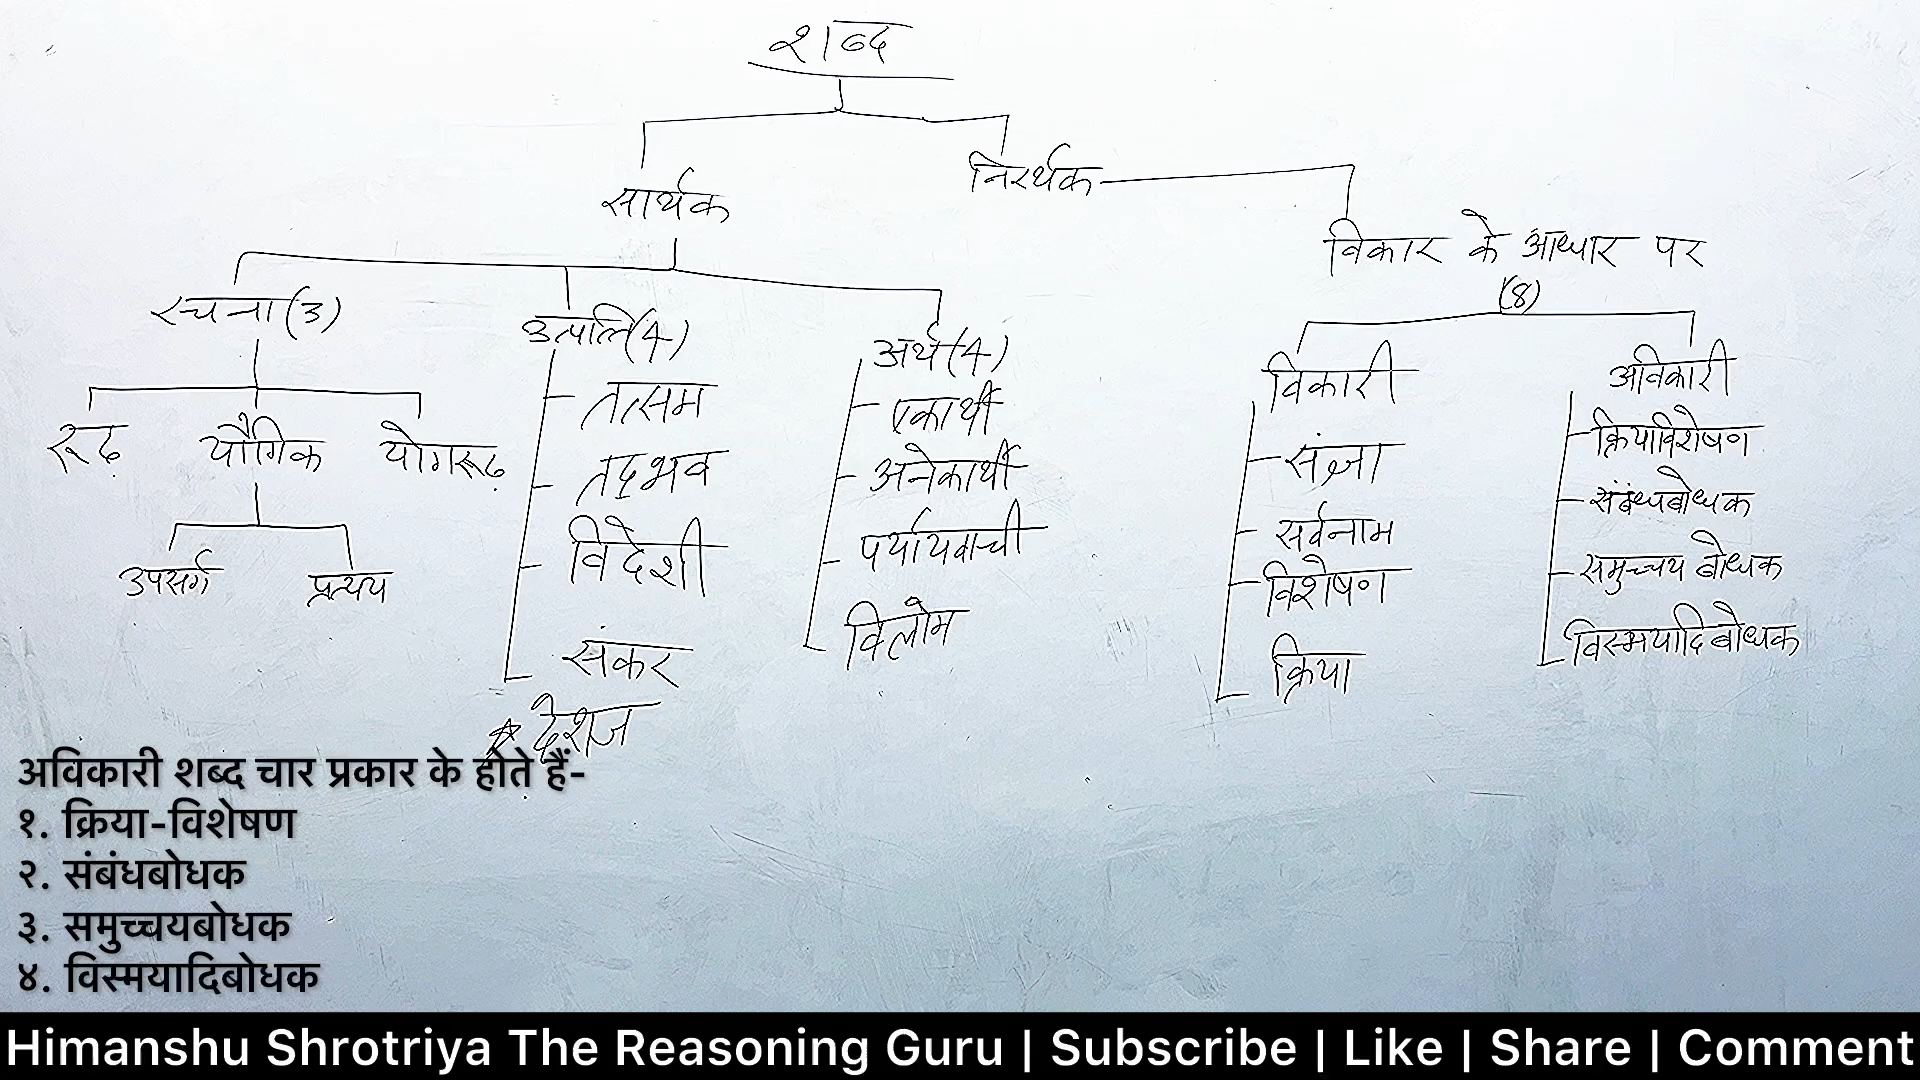 शब्द
सार्थक
निरर्थक
विकार के आधार पर
(8)
रचना (3)
उत्पत्ति (4)
अर्थ (4)
विकारी
अविकारी
रूढ़
यौगिक
योगरूढ़
उपसर्ग
प्रत्यय
तत्सम
तद्भव
विदेशी
संकर
* देशज
एकार्थी
अनेकार्थी
पर्यायवाची
विलोम
संज्ञा
सर्वनाम
विशेषण
क्रिया
क्रियाविशेषण
संबंधबोधक
समुच्चय बोधक
विस्मयादिबोधक
अविकारी शब्द चार प्रकार के होते हैं-
१. क्रिया-विशेषण
२. संबंधबोधक
३. समुच्चयबोधक
४. विस्मयादिबोधक
Himanshu Shrotriya The Reasoning Guru | Subscribe | Like | Share | Comment